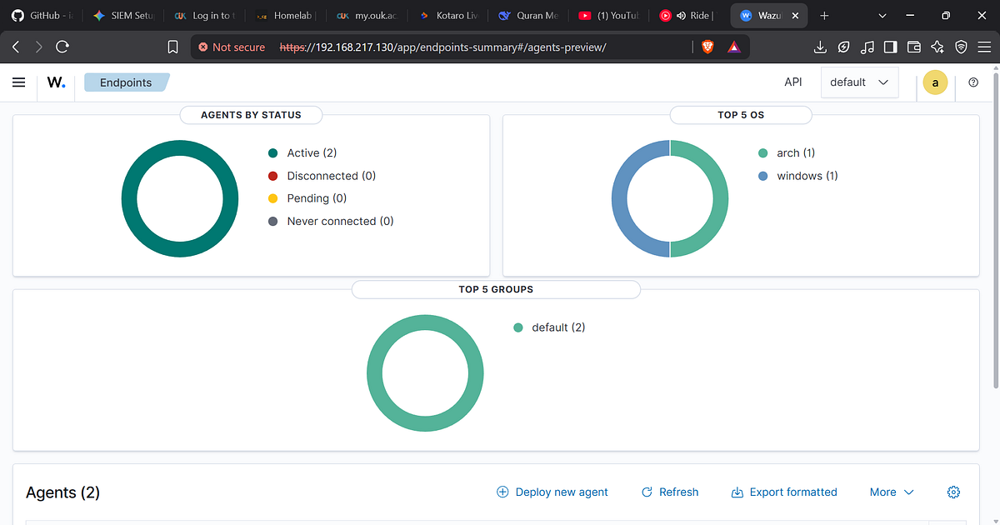 GitHub - i
SIEM Setu
OUK Log in to t
Homelab
OUK my.ouk.ac.
Kotaro Liv
Quran Me
(1) YouTub
Ride |
W Wazu
Not secure https://192.168.217.130/app/endpoints-summary#/agents-preview/
W. Endpoints API default a
AGENTS BY STATUS
Active (2)
Disconnected (0)
Pending (0)
Never connected (0)
TOP 5 OS
arch (1)
windows (1)
TOP 5 GROUPS
default (2)
Agents (2) Deploy new agent Refresh Export formatted More